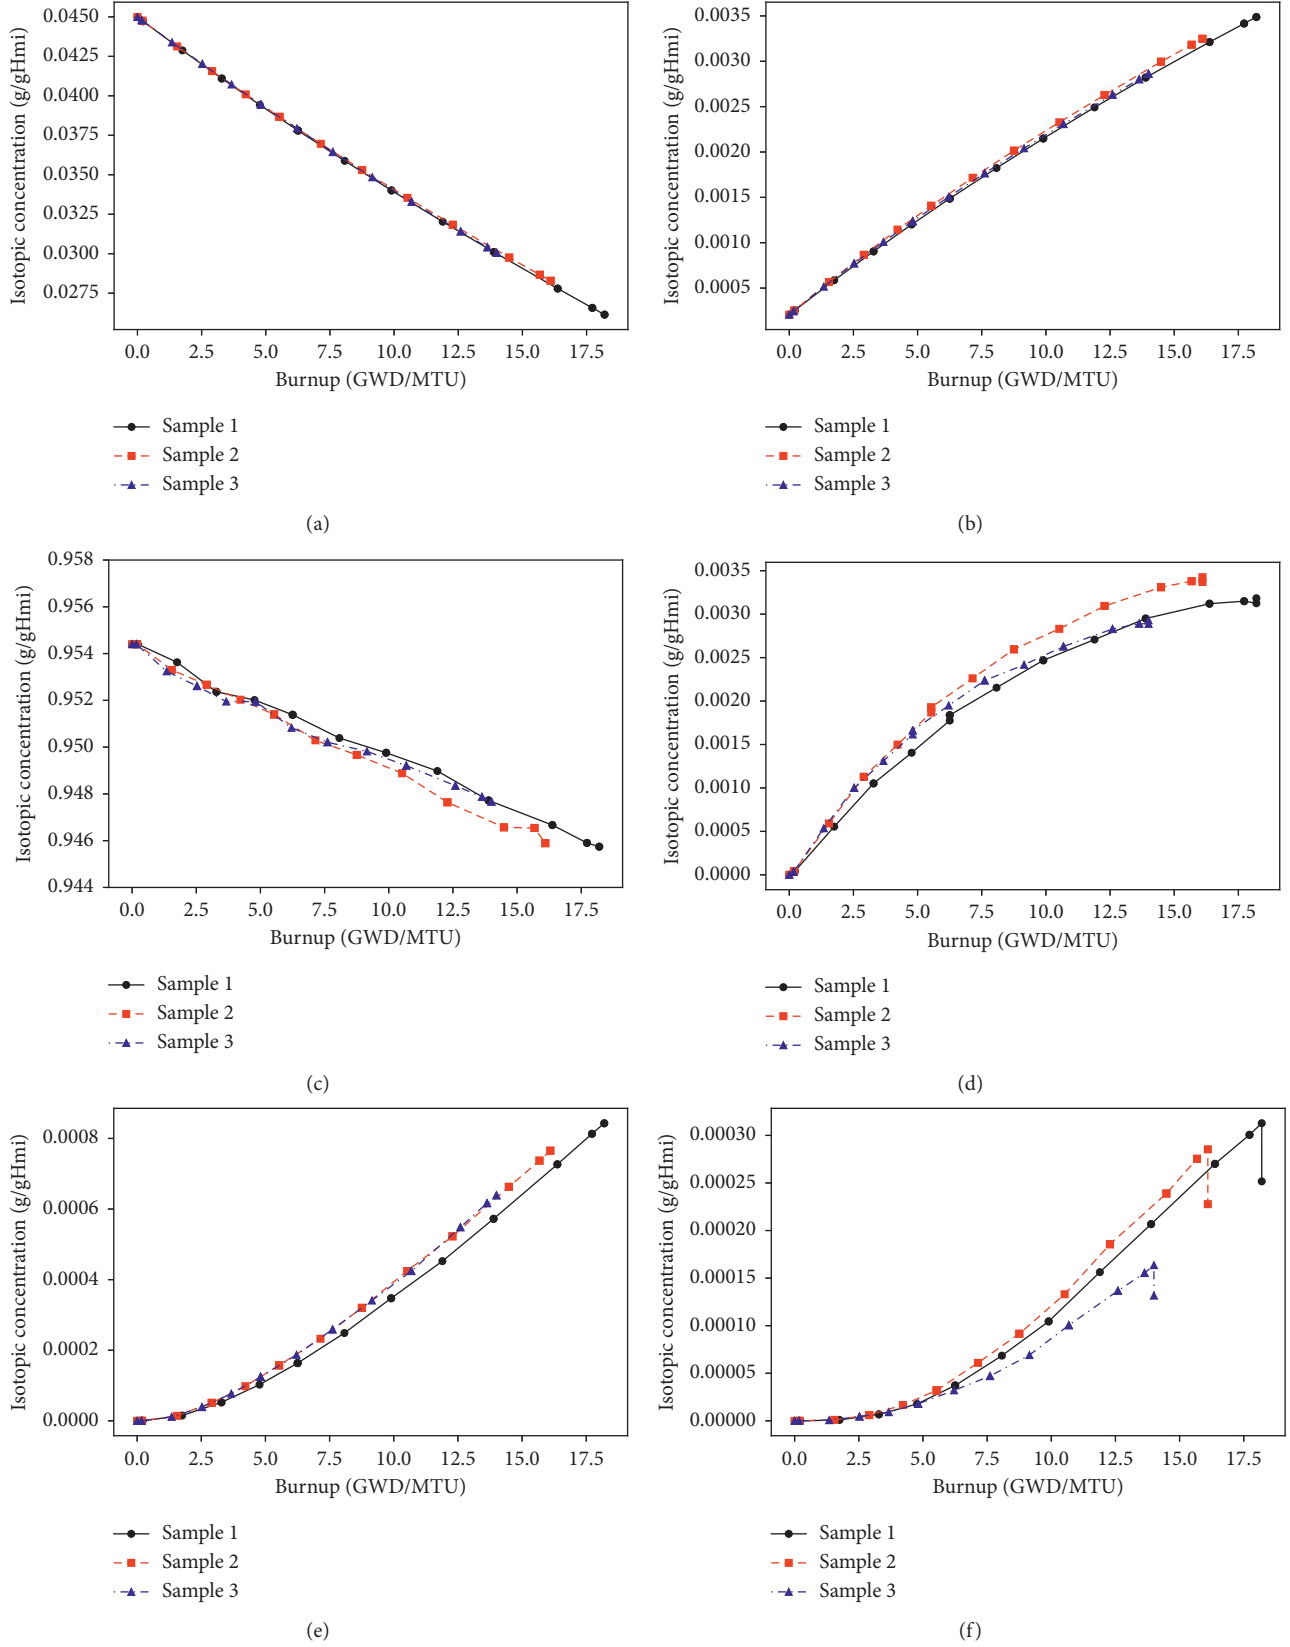 0.0450
0.0425
0.0400
0.0375
0.0350
0.0325
0.0300
0.0275
Isotopic concentration (g/gHmi)
0.0 2.5 5.0 7.5 10.0 12.5 15.0 17.5
Burnup (GWD/MTU)
Sample 1
Sample 2
Sample 3
(a)
0.0035
0.0030
0.0025
0.0020
0.0015
0.0010
0.0005
Isotopic concentration (g/gHmi)
0.0 2.5 5.0 7.5 10.0 12.5 15.0 17.5
Burnup (GWD/MTU)
Sample 1
Sample 2
Sample 3
(b)
0.958
0.956
0.954
0.952
0.950
0.948
0.946
0.944
Isotopic concentration (g/gHmi)
0.0 2.5 5.0 7.5 10.0 12.5 15.0 17.5
Burnup (GWD/MTU)
Sample 1
Sample 2
Sample 3
(c)
0.0035
0.0030
0.0025
0.0020
0.0015
0.0010
0.0005
0.0000
Isotopic concentration (g/gHmi)
0.0 2.5 5.0 7.5 10.0 12.5 15.0 17.5
Burnup (GWD/MTU)
Sample 1
Sample 2
Sample 3
(d)
0.0008
0.0006
0.0004
0.0002
0.0000
Isotopic concentration (g/gHmi)
0.0 2.5 5.0 7.5 10.0 12.5 15.0 17.5
Burnup (GWD/MTU)
Sample 1
Sample 2
Sample 3
(e)
0.00030
0.00025
0.00020
0.00015
0.00010
0.00005
0.00000
Isotopic concentration (g/gHmi)
0.0 2.5 5.0 7.5 10.0 12.5 15.0 17.5
Burnup (GWD/MTU)
Sample 1
Sample 2
Sample 3
(f)